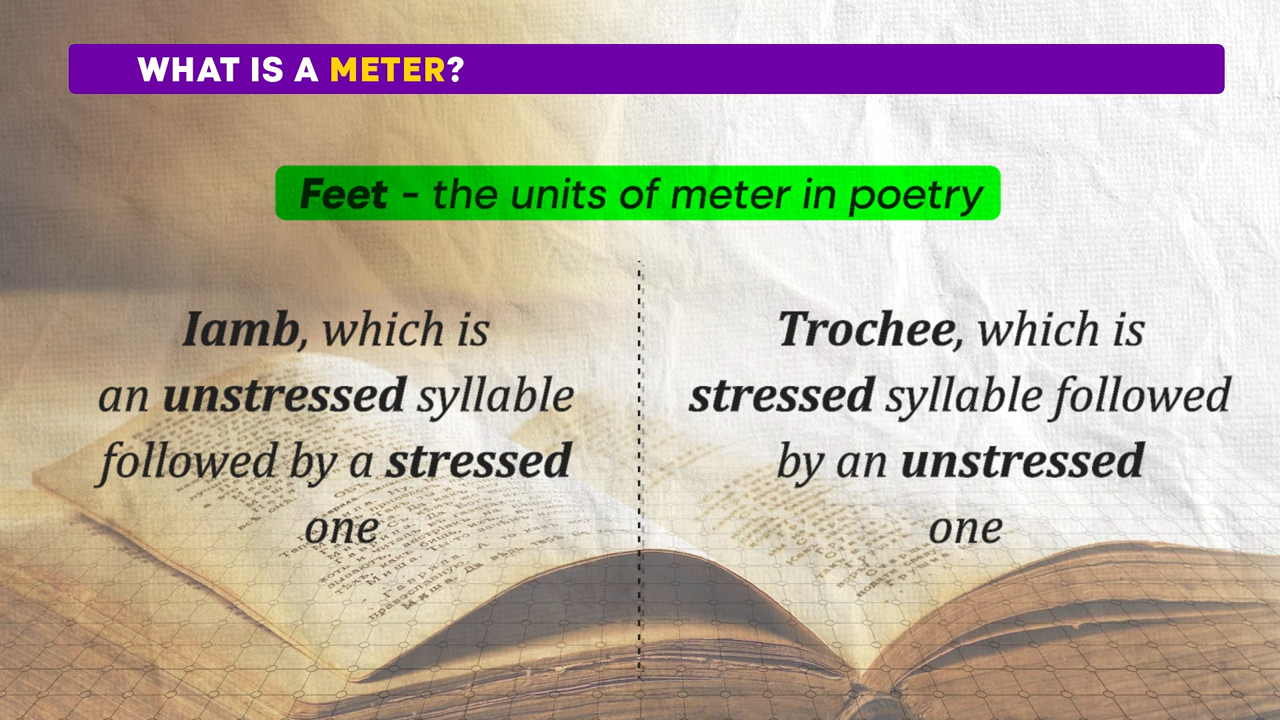 WHAT IS A METER?
Feet - the units of meter in poetry
Iamb, which is
an unstressed syllable
followed by a stressed
one
Trochee, which is
stressed syllable followed
by an unstressed
one